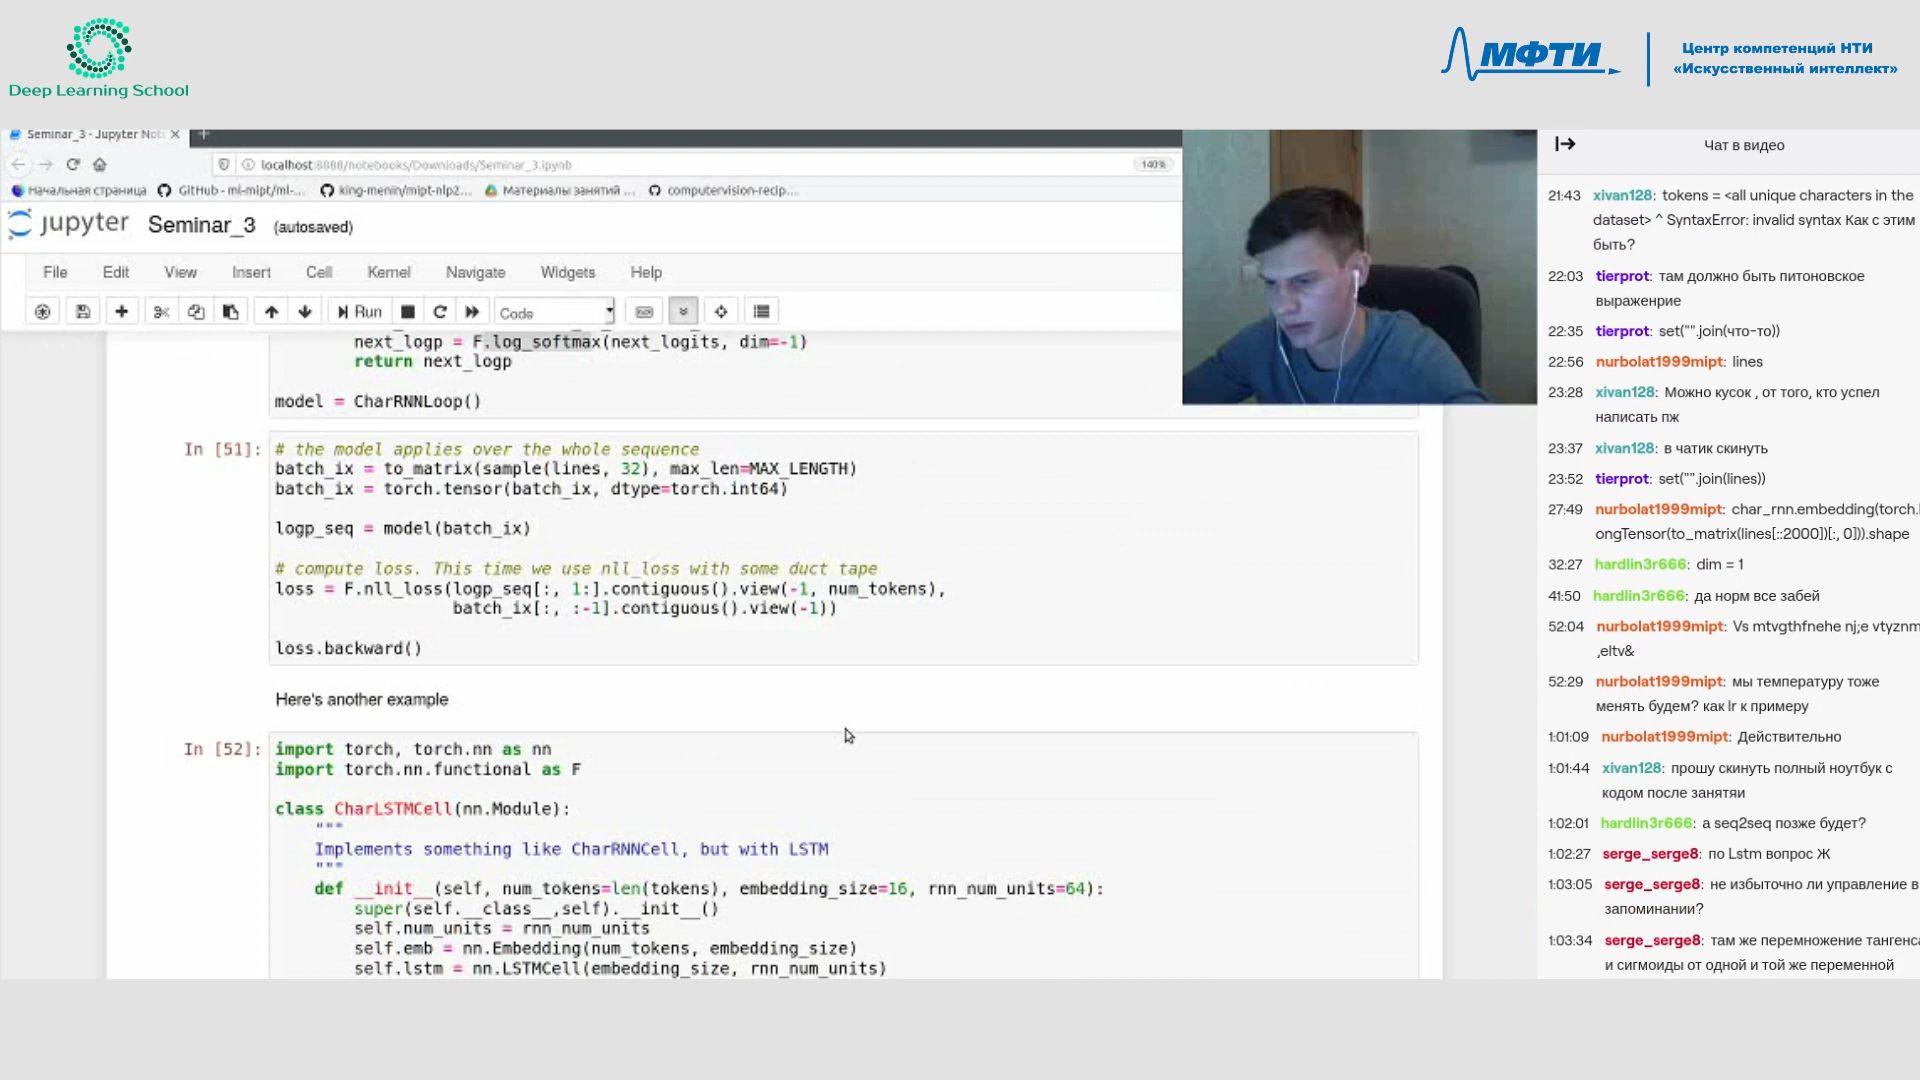 Deep Learning School
МФТИ
Центр компетенций НТИ
«Искусственный интеллект»
Seminar_3 - Jupyter Not
localhost:8888/notebooks/Downloads/Seminar_3.ipynb
140%
Начальная страница
GitHub - ml-mipt/ml-...
king-menin/mipt-nlp2...
Материалы занятий ...
computervision-recip...
jupyter Seminar_3 (autosaved)
File Edit View Insert Cell Kernel Navigate Widgets Help
Run
Code
next_logp = F.log_softmax(next_logits, dim=-1)
return next_logp
model = CharRNNLoop()
In [51]:
# the model applies over the whole sequence
batch_ix = to_matrix(sample(lines, 32), max_len=MAX_LENGTH)
batch_ix = torch.tensor(batch_ix, dtype=torch.int64)
logp_seq = model(batch_ix)
# compute loss. This time we use nll_loss with some duct tape
loss = F.nll_loss(logp_seq[:, 1:].contiguous().view(-1, num_tokens),
batch_ix[:, :-1].contiguous().view(-1))
loss.backward()
Here's another example
In [52]:
import torch, torch.nn as nn
import torch.nn.functional as F
class CharLSTMCell(nn.Module):
"""
Implements something like CharRNNCell, but with LSTM
"""
def __init__(self, num_tokens=len(tokens), embedding_size=16, rnn_num_units=64):
super(self.__class__,self).__init__()
self.num_units = rnn_num_units
self.emb = nn.Embedding(num_tokens, embedding_size)
self.lstm = nn.LSTMCell(embedding_size, rnn_num_units)
Чат в видео
21:43 xivan128: tokens = <all unique characters in the
dataset> ^ SyntaxError: invalid syntax Как с этим
быть?
22:03 tierprot: там должно быть питоновское
выраженрие
22:35 tierprot: set("".join(что-то))
22:56 nurbolat1999mipt: lines
23:28 xivan128: Можно кусок , от того, кто успел
написать пж
23:37 xivan128: в чатик скинуть
23:52 tierprot: set("".join(lines))
27:49 nurbolat1999mipt: char_rnn.embedding(torch.
ongTensor(to_matrix(lines[::2000])[:, 0])).shape
32:27 hardlin3r666: dim = 1
41:50 hardlin3r666: да норм все забей
52:04 nurbolat1999mipt: Vs mtvgthfnehe nj;e vtyznm
,eltv&
52:29 nurbolat1999mipt: мы температуру тоже
менять будем? как lr к примеру
1:01:09 nurbolat1999mipt: Действительно
1:01:44 xivan128: прошу скинуть полный ноутбук с
кодом после занятяи
1:02:01 hardlin3r666: а seq2seq позже будет?
1:02:27 serge_serge8: по Lstm вопрос Ж
1:03:05 serge_serge8: не избыточно ли управление в
запоминании?
1:03:34 serge_serge8: там же перемножение тангенса
и сигмоиды от одной и той же переменной